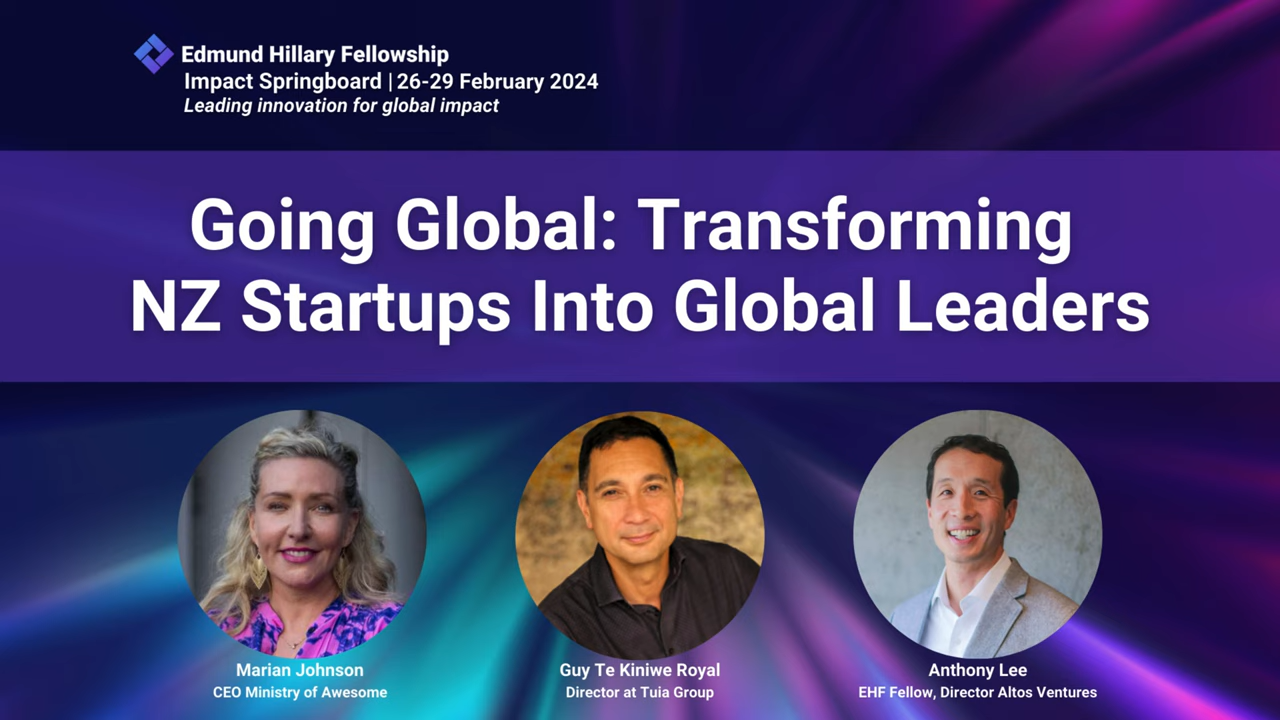 Edmund Hillary Fellowship
Impact Springboard | 26-29 February 2024
Leading innovation for global impact
Going Global: Transforming
NZ Startups Into Global Leaders
Marian Johnson
CEO Ministry of Awesome
Guy Te Kiniwe Royal
Director at Tuia Group
Anthony Lee
EHF Fellow, Director Altos Ventures